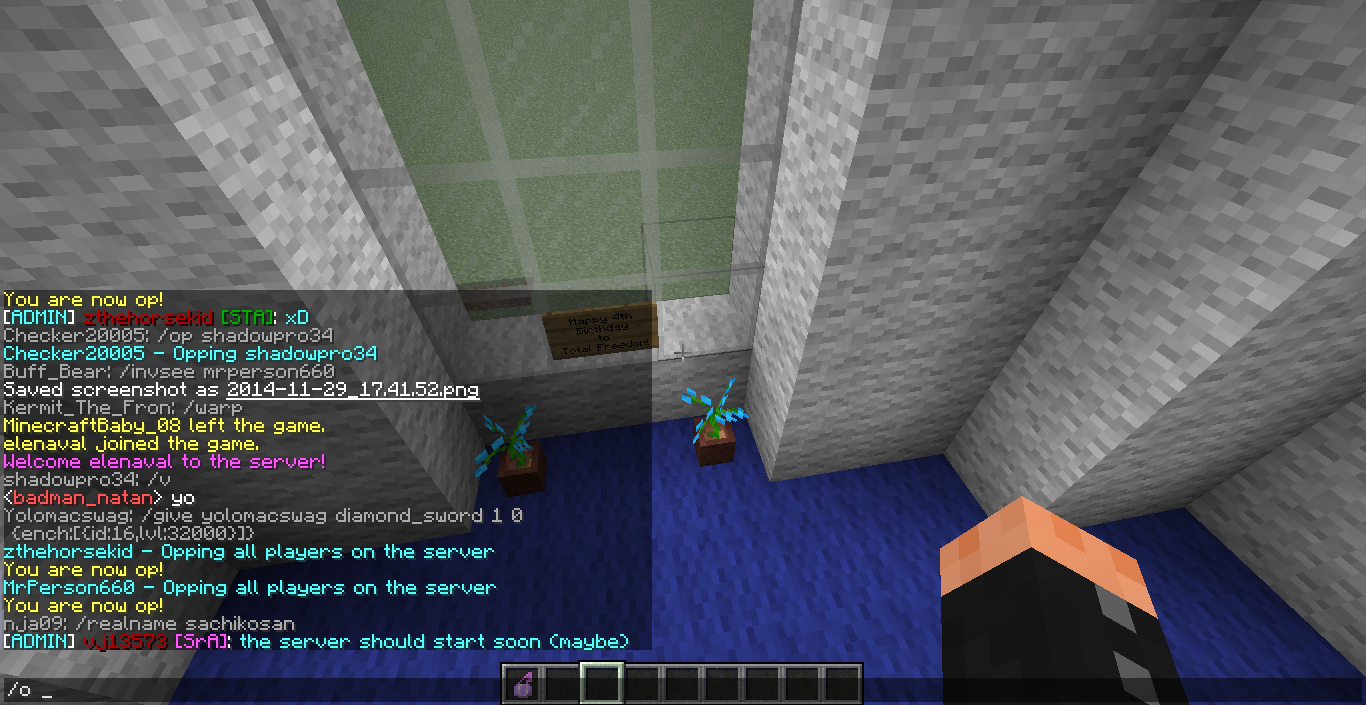 Happy 4th
Birthday
to
Total Freedom!
You are now op!
[ADMIN] zthehorsekid [STA]: xD
Checker20005: /op shadowpro34
Checker20005 - Opping shadowpro34
Buff_Bear: /invsee mrperson660
Saved screenshot as 2014-11-29_17.41.52.png
Kermit_The_Fron: /warp
MinecraftBaby_08 left the game.
elenaval joined the game.
Welcome elenaval to the server!
shadowpro34: /v
<badman_natan> yo
Yolomacswag: /give yolomacswag diamond_sword 1 0
{ench:[{id:16,lvl:32000}]}
zthehorsekid - Opping all players on the server
You are now op!
MrPerson660 - Opping all players on the server
You are now op!
nja09: /realname sachikosan
[ADMIN] vj13573 [SrA]: the server should start soon (maybe)
/o _